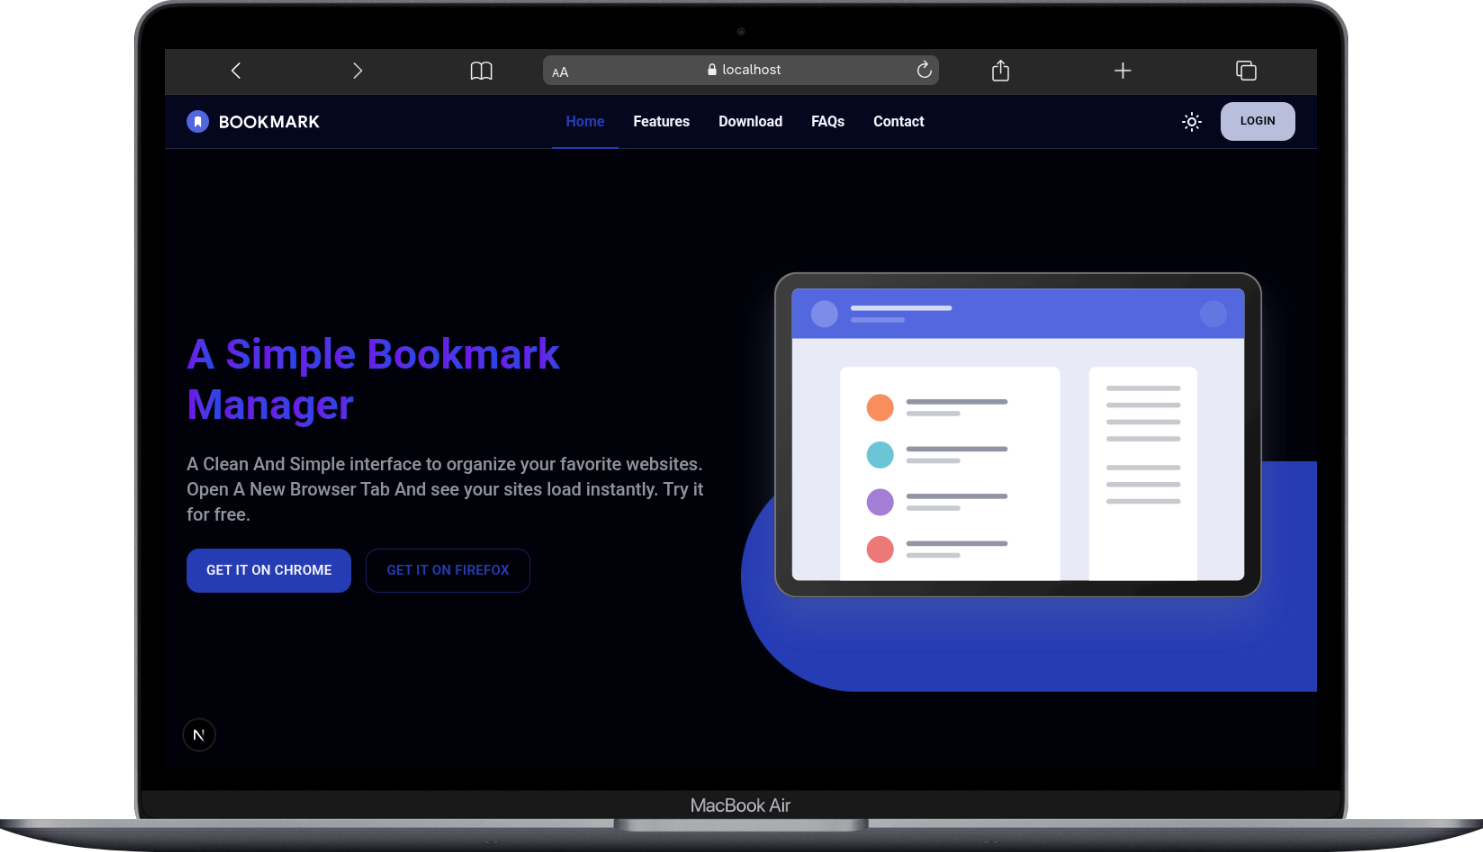 AA localhost
BOOKMARK Home Features Download FAQs Contact LOGIN
A Simple Bookmark
Manager
A Clean And Simple interface to organize your favorite websites.
Open A New Browser Tab And see your sites load instantly. Try it
for free.
GET IT ON CHROME GET IT ON FIREFOX
N
MacBook Air